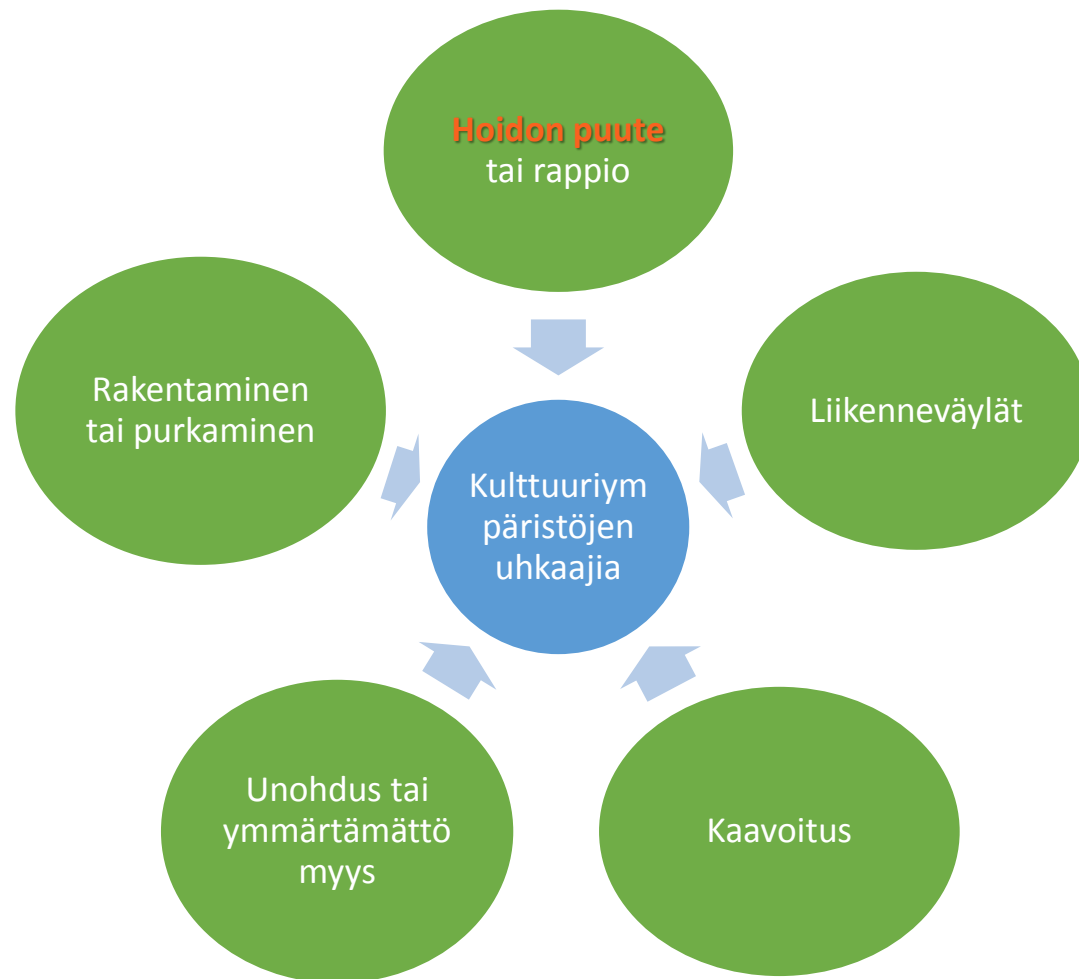 Hoidon puute
tai rappio
Rakentaminen
tai purkaminen
Liikenneväylät
Kulttuuriym
päristöjen
uhkaajia
Unohdus tai
ymmärtämättö
myys
Kaavoitus